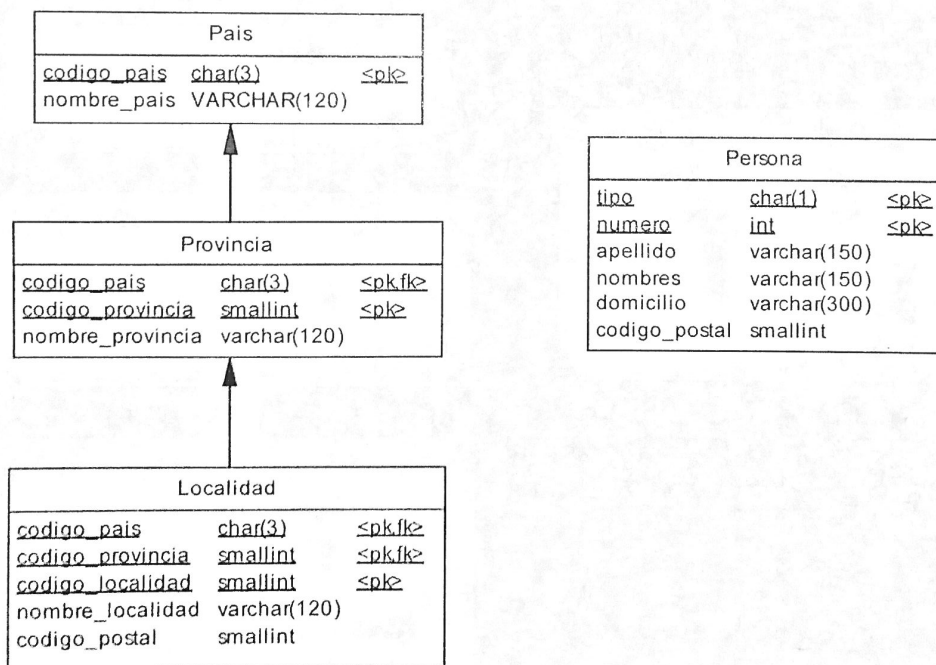 Pais
codigo_pais char(3) <pk>
nombre_pais VARCHAR(120)
Provincia
codigo_pais char(3) <pk,fk>
codigo_provincia smallint <pk>
nombre_provincia varchar(120)
Localidad
codigo_pais char(3) <pk,fk>
codigo_provincia smallint <pk,fk>
codigo_localidad smallint <pk>
nombre_localidad varchar(120)
codigo_postal smallint
Persona
tipo char(1) <pk>
numero int <pk>
apellido varchar(150)
nombres varchar(150)
domicilio varchar(300)
codigo_postal smallint